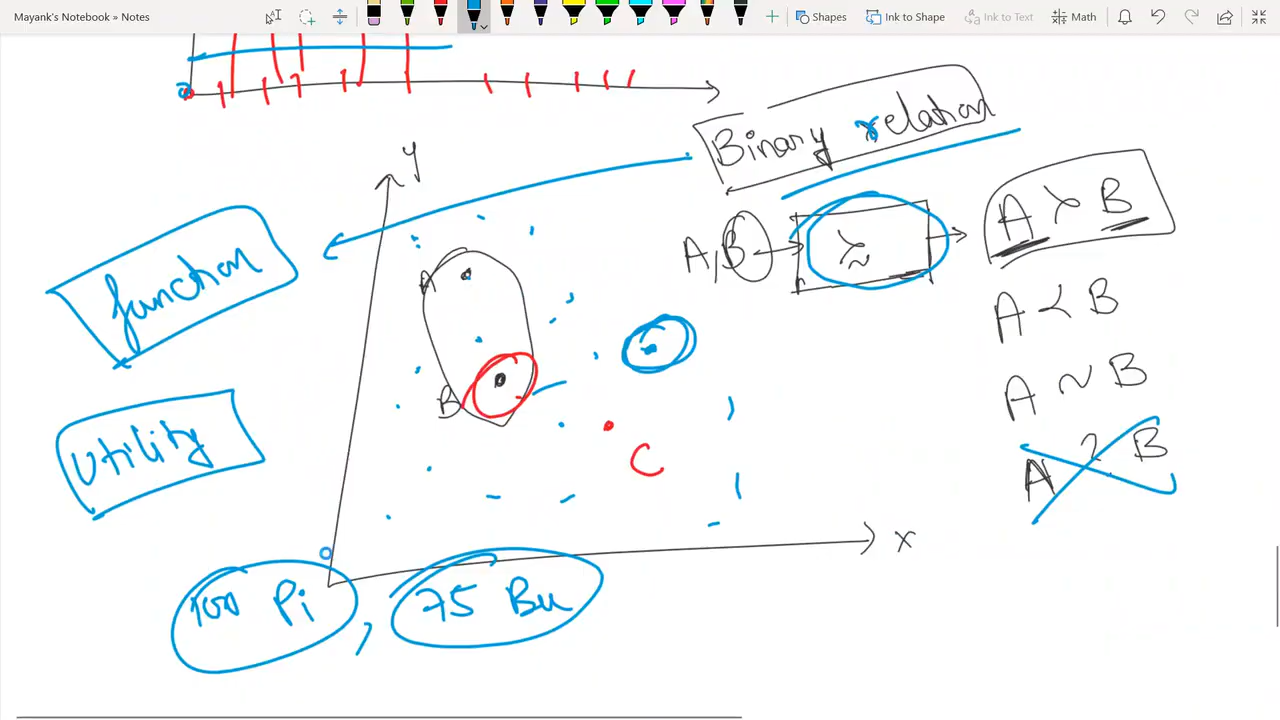 Mayank's Notebook » Notes
Shapes
Ink to Shape
Ink to Text
Math
Binary relation
y
function
A, B → ≿ → A ≻ B
A ≺ B
A
A ~ B
B
utility
C
A ? B
x
100 Pi, 75 Bu